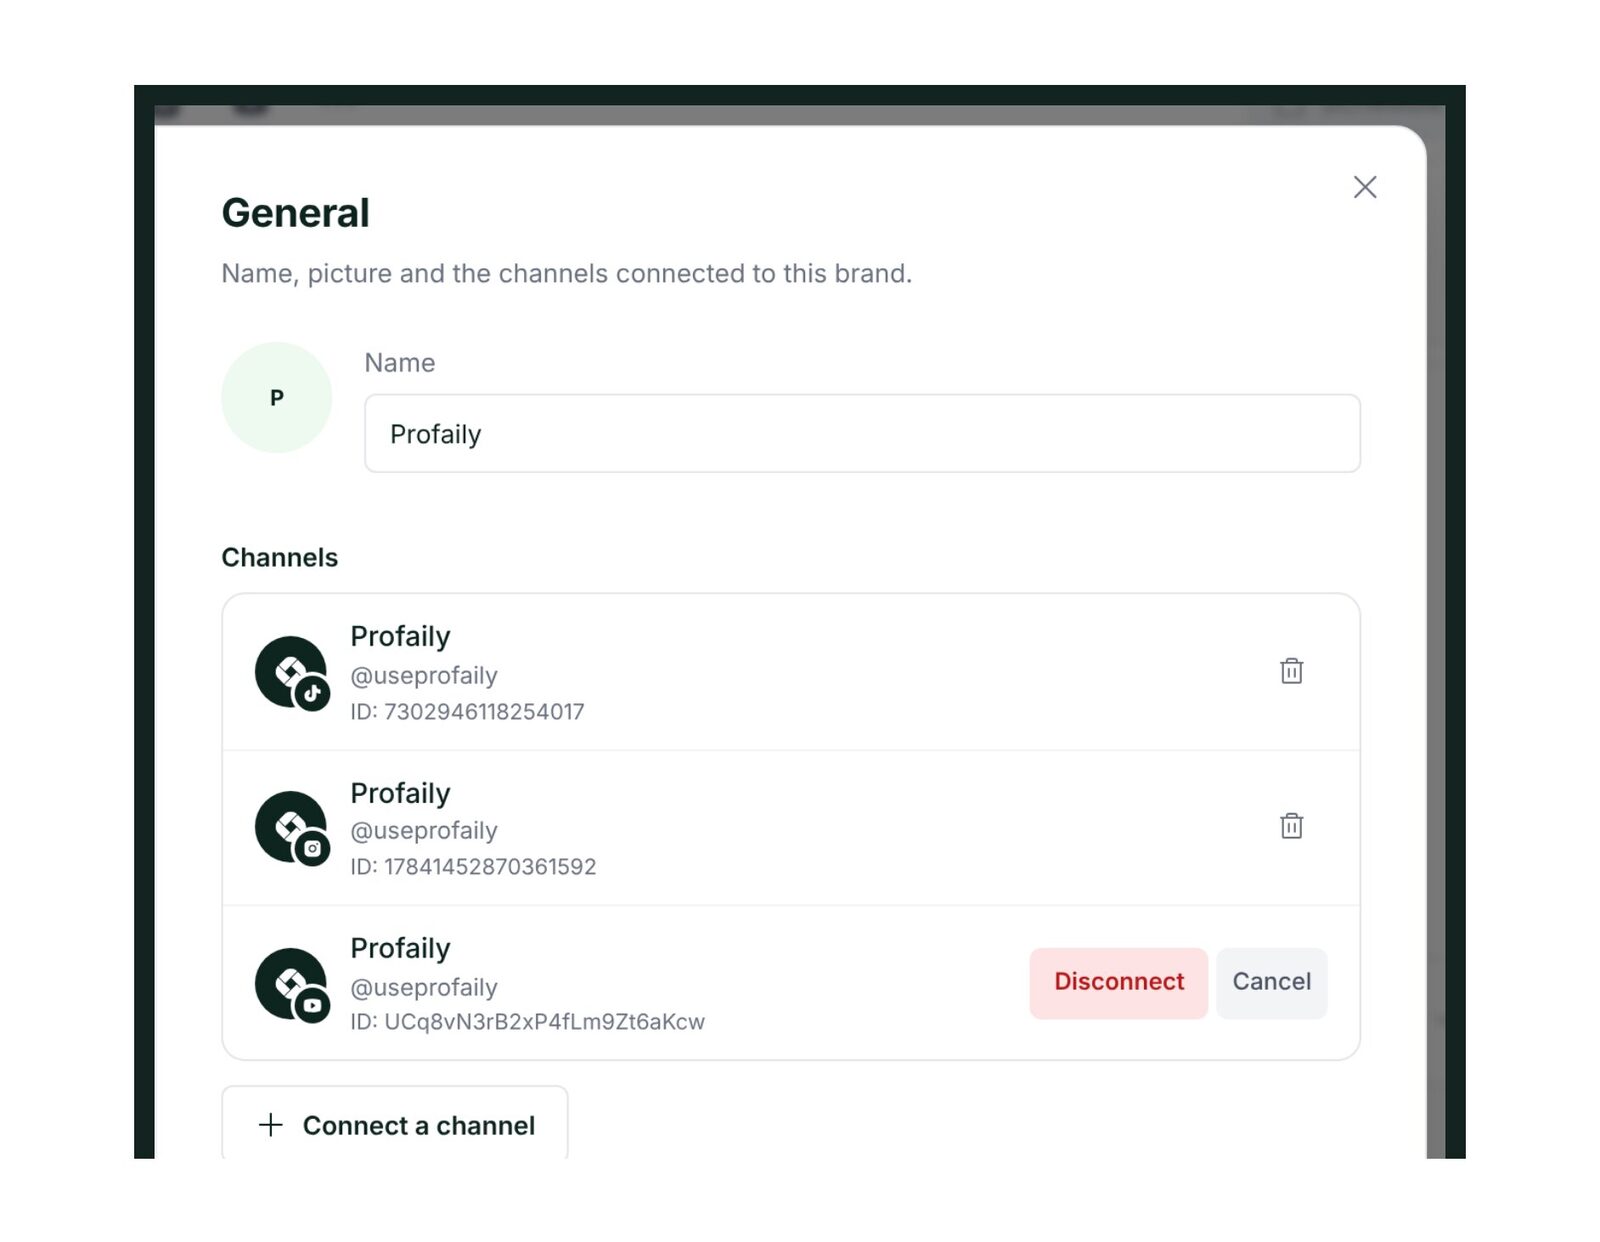 General
Name, picture and the channels connected to this brand.
P
Name
Profaily
Channels
Profaily
@useprofaily
ID: 7302946118254017
Profaily
@useprofaily
ID: 17841452870361592
Profaily
@useprofaily
ID: UCq8vN3rB2xP4fLm9Zt6aKcw
Disconnect
Cancel
Connect a channel